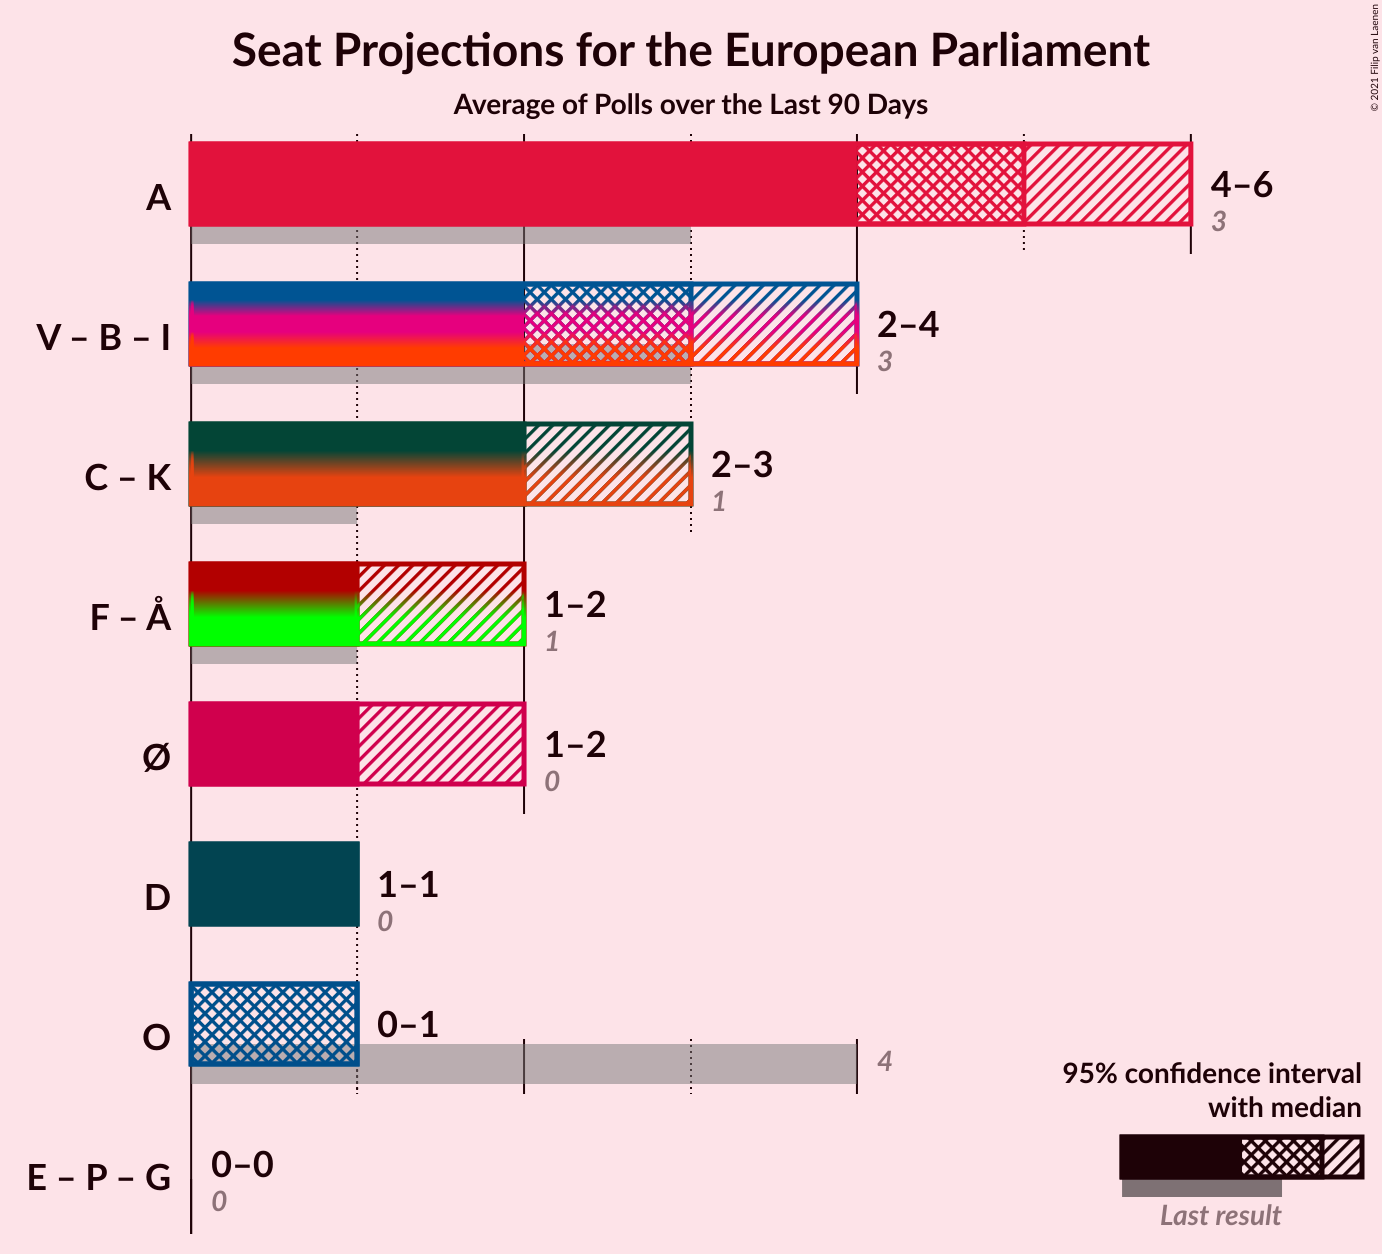 Seat Projections for the European Parliament
Average of Polls over the Last 90 Days
© 2021 Filip van Laenen
A
4–6
3
V – B – I
2–4
3
C – K
2–3
1
F – Å
1–2
1
Ø
1–2
0
D
1–1
0
O
0–1
4
E – P – G
0–0
0
95% confidence interval
with median
Last result